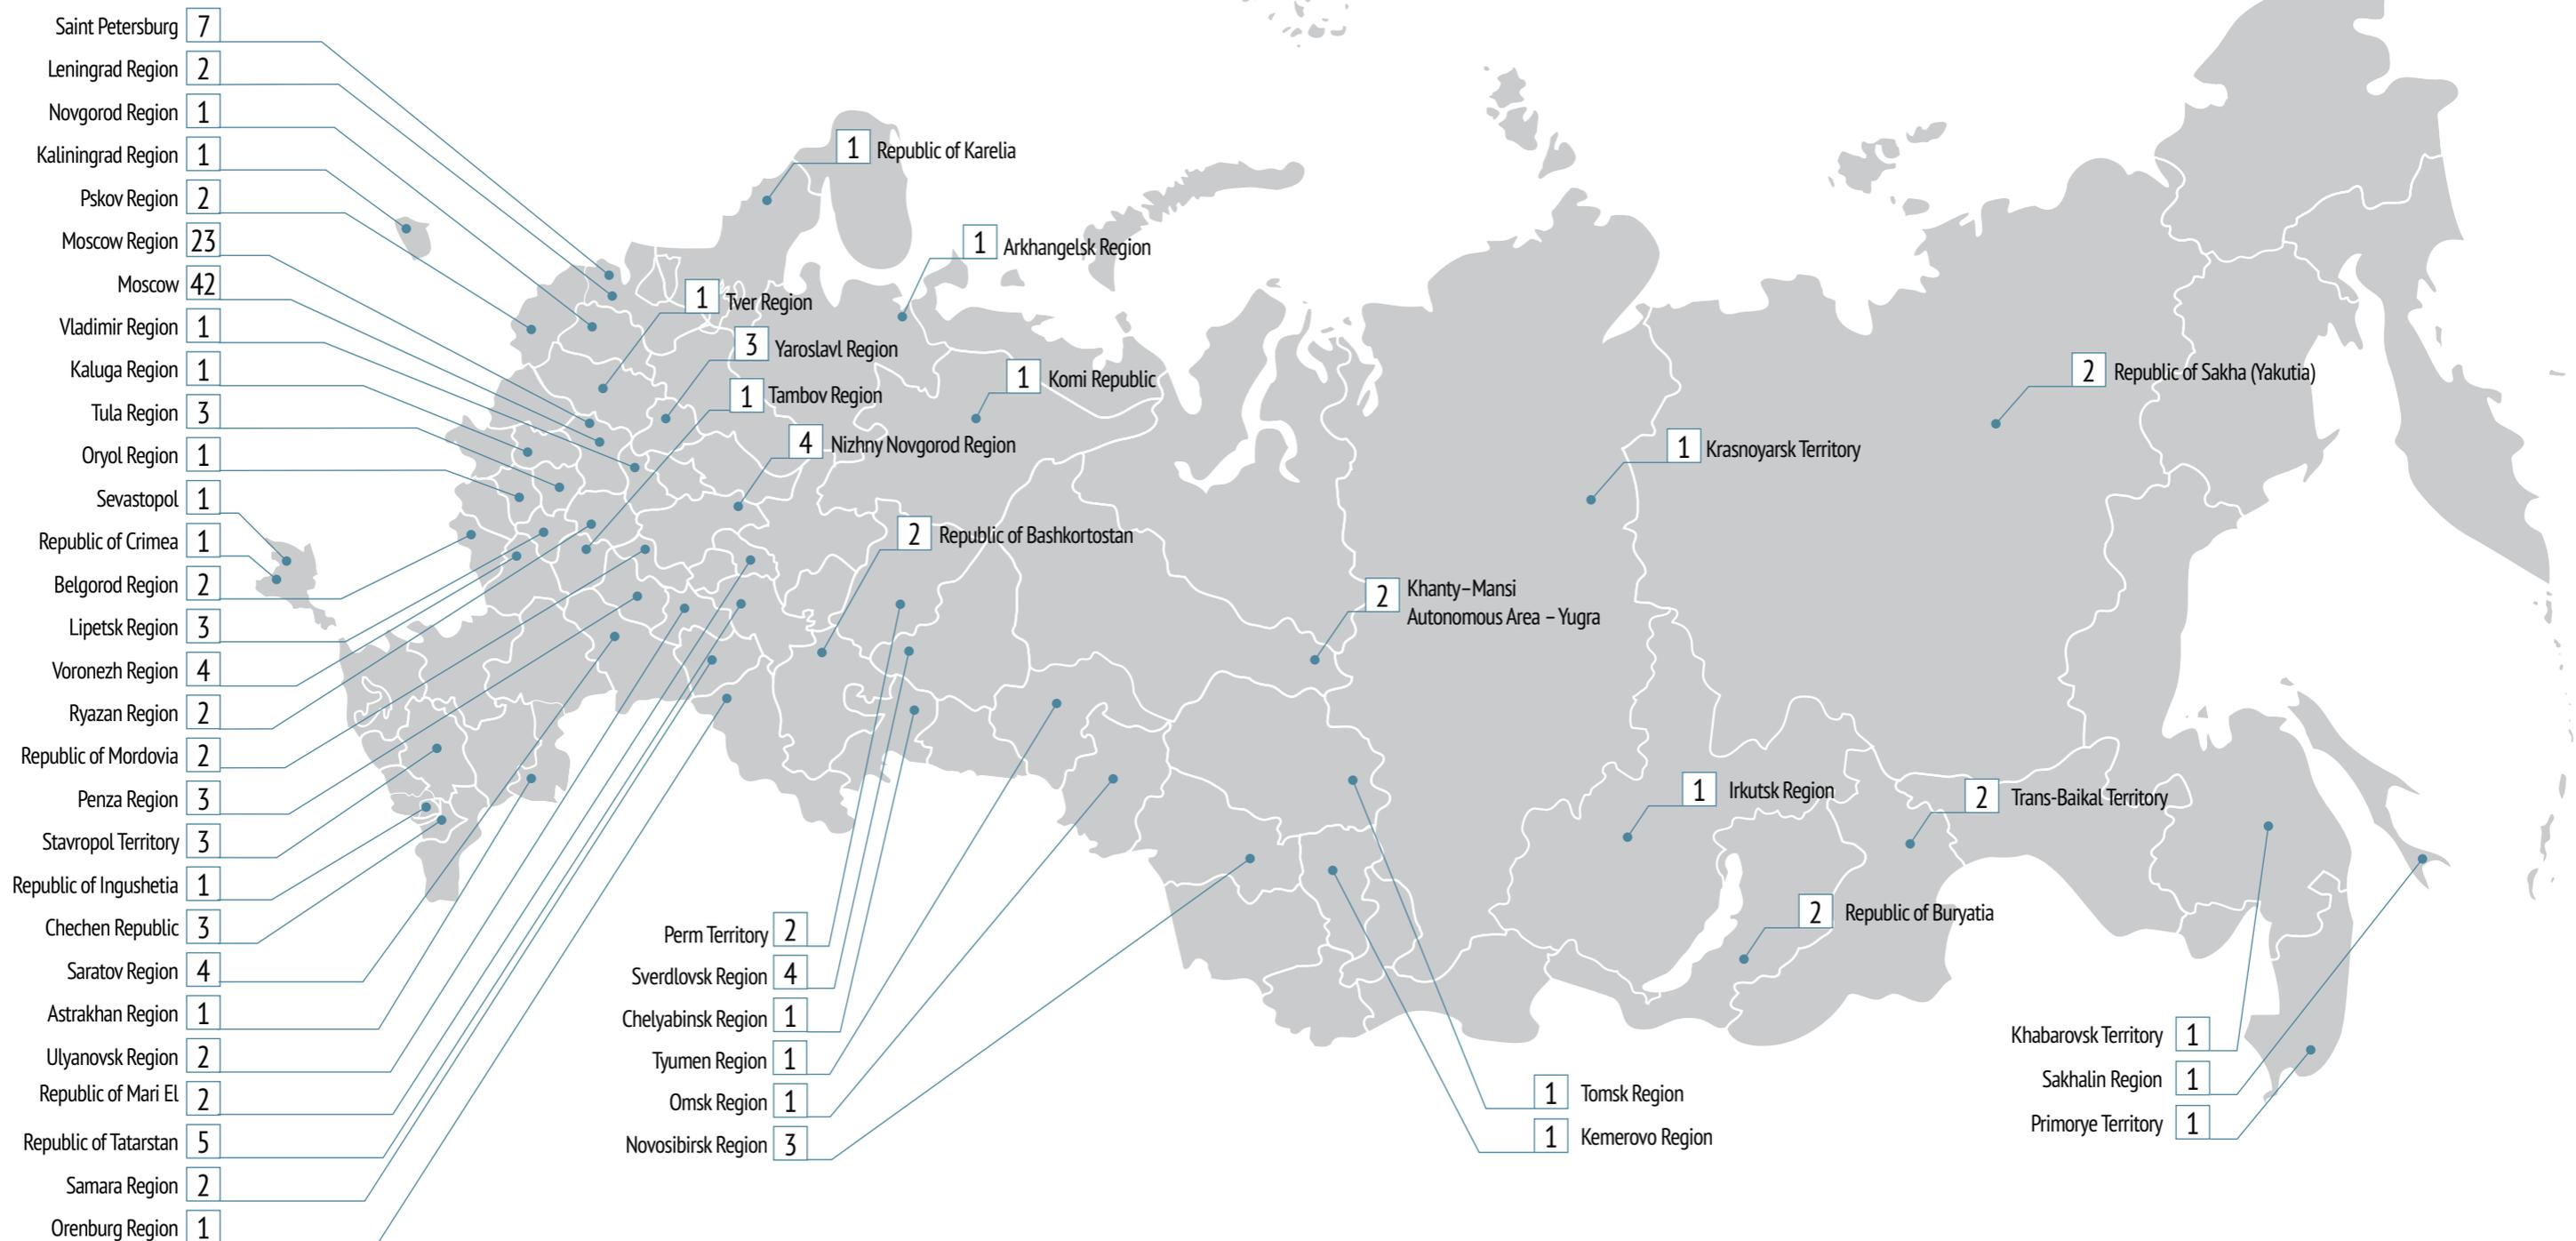 Saint Petersburg 7
Leningrad Region 2
Novgorod Region 1
Kaliningrad Region 1
Pskov Region 2
Moscow Region 23
Moscow 42
Vladimir Region 1
Kaluga Region 1
Tula Region 3
Oryol Region 1
Sevastopol 1
Republic of Crimea 1
Belgorod Region 2
Lipetsk Region 3
Voronezh Region 4
Ryazan Region 2
Republic of Mordovia 2
Penza Region 3
Stavropol Territory 3
Republic of Ingushetia 1
Chechen Republic 3
Saratov Region 4
Astrakhan Region 1
Ulyanovsk Region 2
Republic of Mari El 2
Republic of Tatarstan 5
Samara Region 2
Orenburg Region 1
1 Republic of Karelia
1 Arkhangelsk Region
1 Tver Region
3 Yaroslavl Region
1 Komi Republic
1 Tambov Region
4 Nizhny Novgorod Region
2 Republic of Bashkortostan
2 Khanty–Mansi
Autonomous Area – Yugra
1 Krasnoyarsk Territory
2 Republic of Sakha (Yakutia)
1 Irkutsk Region
2 Trans-Baikal Territory
2 Republic of Buryatia
Perm Territory 2
Sverdlovsk Region 4
Chelyabinsk Region 1
Tyumen Region 1
Omsk Region 1
Novosibirsk Region 3
1 Tomsk Region
1 Kemerovo Region
Khabarovsk Territory 1
Sakhalin Region 1
Primorye Territory 1